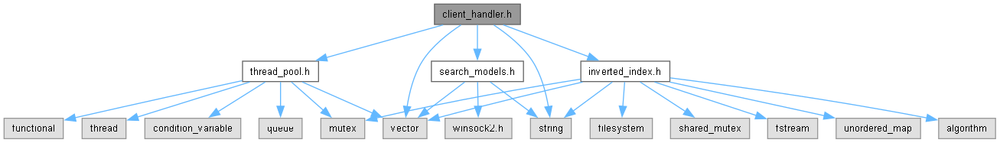 client_handler.h
thread_pool.h
search_models.h
inverted_index.h
functional
thread
condition_variable
queue
mutex
vector
winsock2.h
string
filesystem
shared_mutex
fstream
unordered_map
algorithm